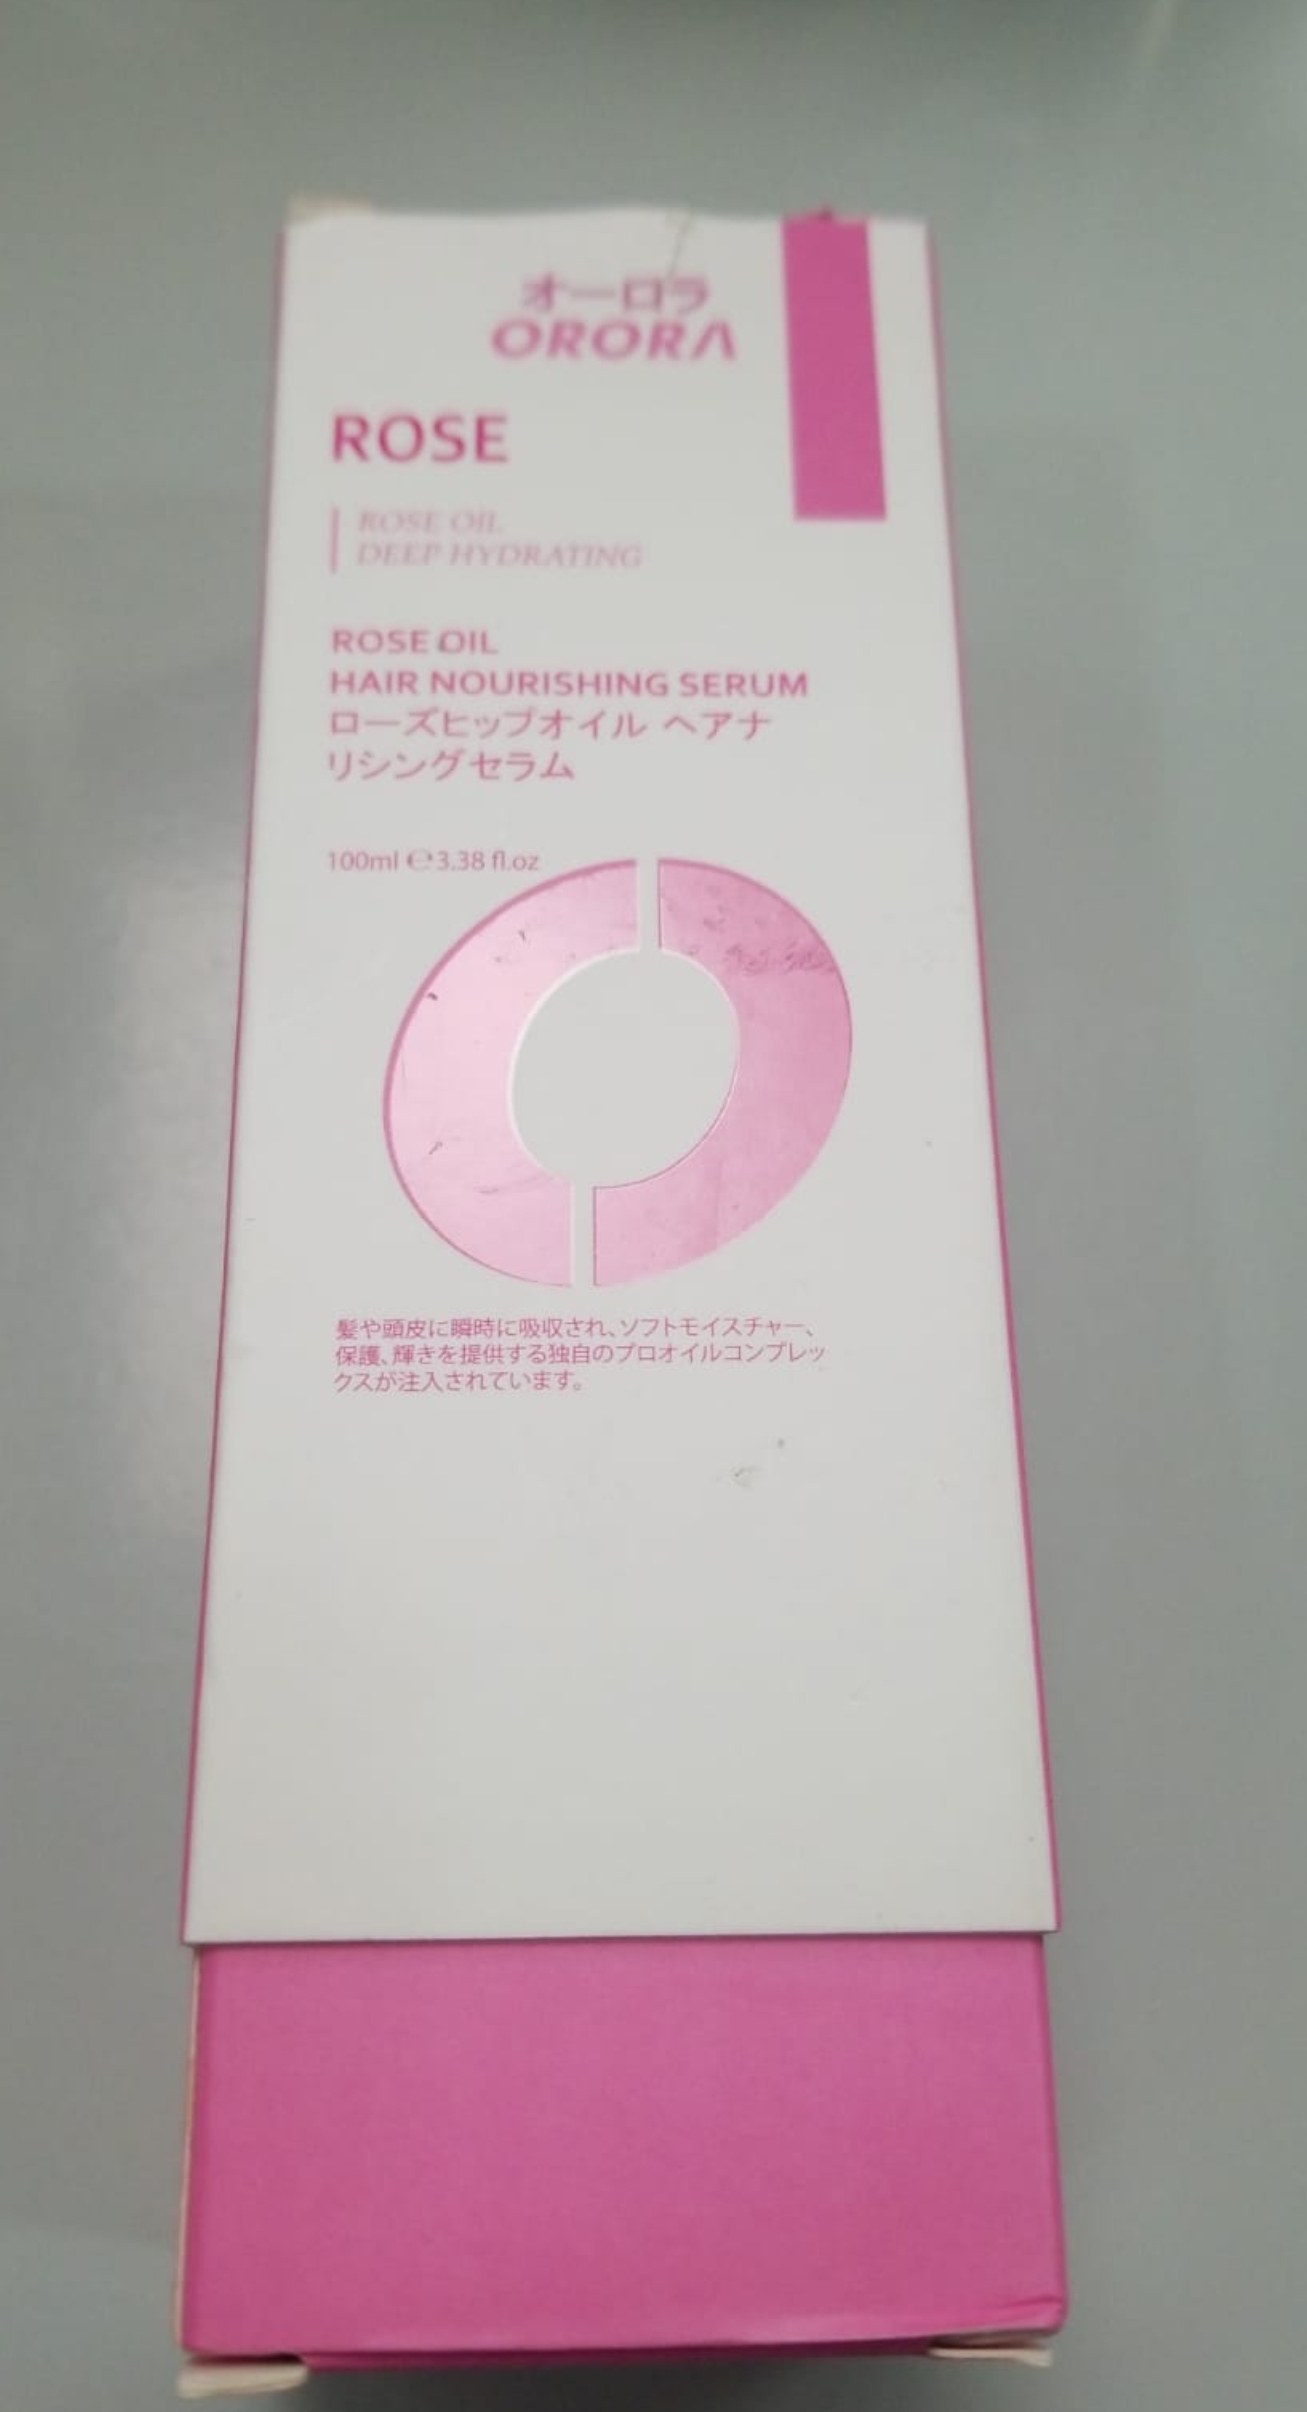 オーロラ
ORORA
ROSE
ROSE OIL
DEEP HYDRATING
ROSE OIL
HAIR NOURISHING SERUM
ローズヒップオイル ヘアナ
リシングセラム
100ml ℮ 3.38 fl.oz
髪や頭皮に瞬時に吸収され、ソフトモイスチャー、
保護、輝きを提供する独自のプロオイルコンプレッ
クスが注入されています。